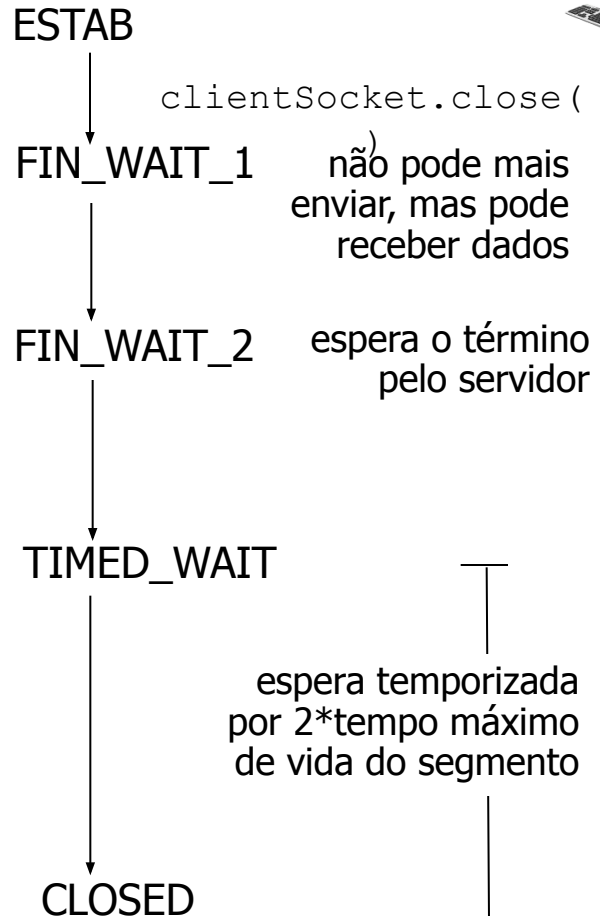 ESTAB
clientSocket.close(
)
FIN_WAIT_1
não pode mais
enviar, mas pode
receber dados
FIN_WAIT_2
espera o término
pelo servidor
TIMED_WAIT
espera temporizada
por 2*tempo máximo
de vida do segmento
CLOSED